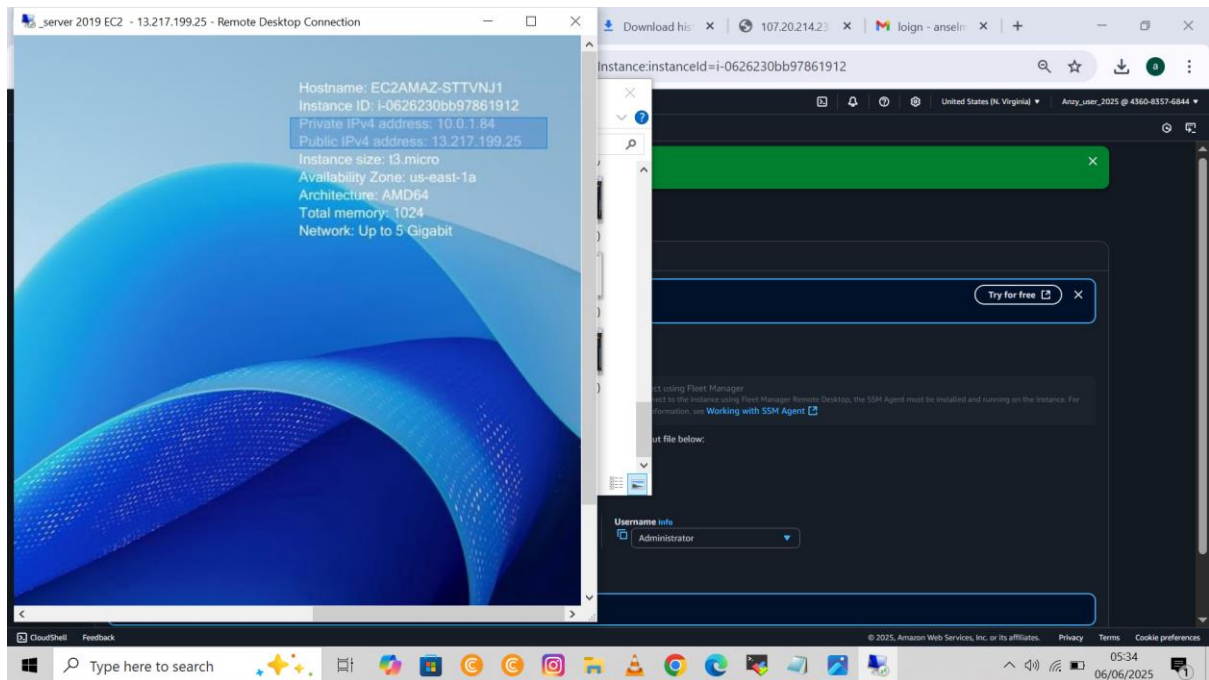 _server 2019 EC2 - 13.217.199.25 - Remote Desktop Connection
Download his
107.20.214.23
loign - anselm
Instance:instanceId=i-0626230bb97861912
a
United States (N. Virginia)
Anzy_user_2025 @ 4360-8357-6844
Hostname: EC2AMAZ-STTVNJ1
Instance ID: i-0626230bb97861912
Private IPv4 address: 10.0.1.84
Public IPv4 address: 13.217.199.25
Instance size: t3.micro
Availability Zone: us-east-1a
Architecture: AMD64
Total memory: 1024
Network: Up to 5 Gigabit
Try for free
ct using Fleet Manager
nect to the instance using Fleet Manager Remote Desktop, the SSM Agent must be installed and running on the instance. For
information, see Working with SSM Agent
ut file below:
Username Info
Administrator
CloudShell Feedback
© 2025, Amazon Web Services, Inc. or its affiliates. Privacy Terms Cookie preferences
Type here to search
05:34
06/06/2025
1